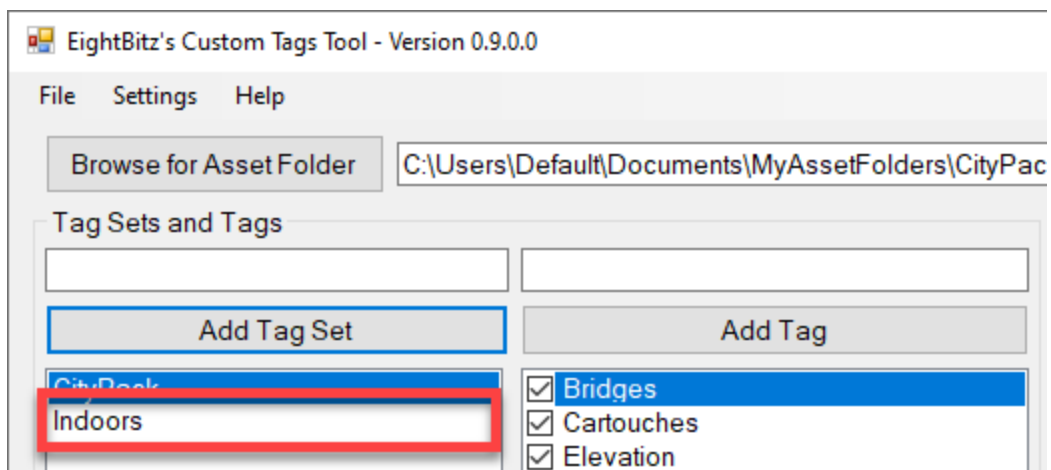 EightBitz's Custom Tags Tool - Version 0.9.0.0
File Settings Help
Browse for Asset Folder C:\Users\Default\Documents\MyAssetFolders\CityPac
Tag Sets and Tags
Add Tag Set Add Tag
CityPack Bridges
Indoors Cartouches
Elevation